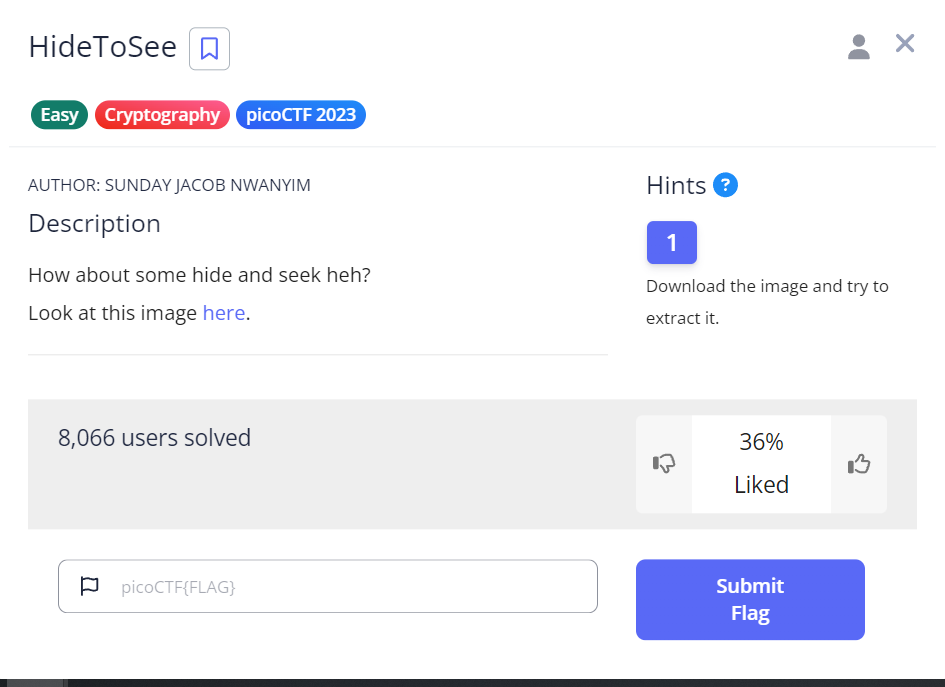 HideToSee
Easy Cryptography picoCTF 2023
AUTHOR: SUNDAY JACOB NWANYIM
Description
How about some hide and seek heh?
Look at this image here.
Hints ?
1
Download the image and try to
extract it.
8,066 users solved
36%
Liked
picoCTF{FLAG}
Submit
Flag